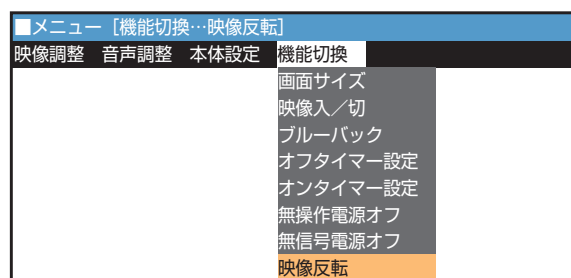 ■メニュー［機能切換…映像反転］
映像調整 音声調整 本体設定 機能切換
画面サイズ
映像入／切
ブルーバック
オフタイマー設定
オンタイマー設定
無操作電源オフ
無信号電源オフ
映像反転